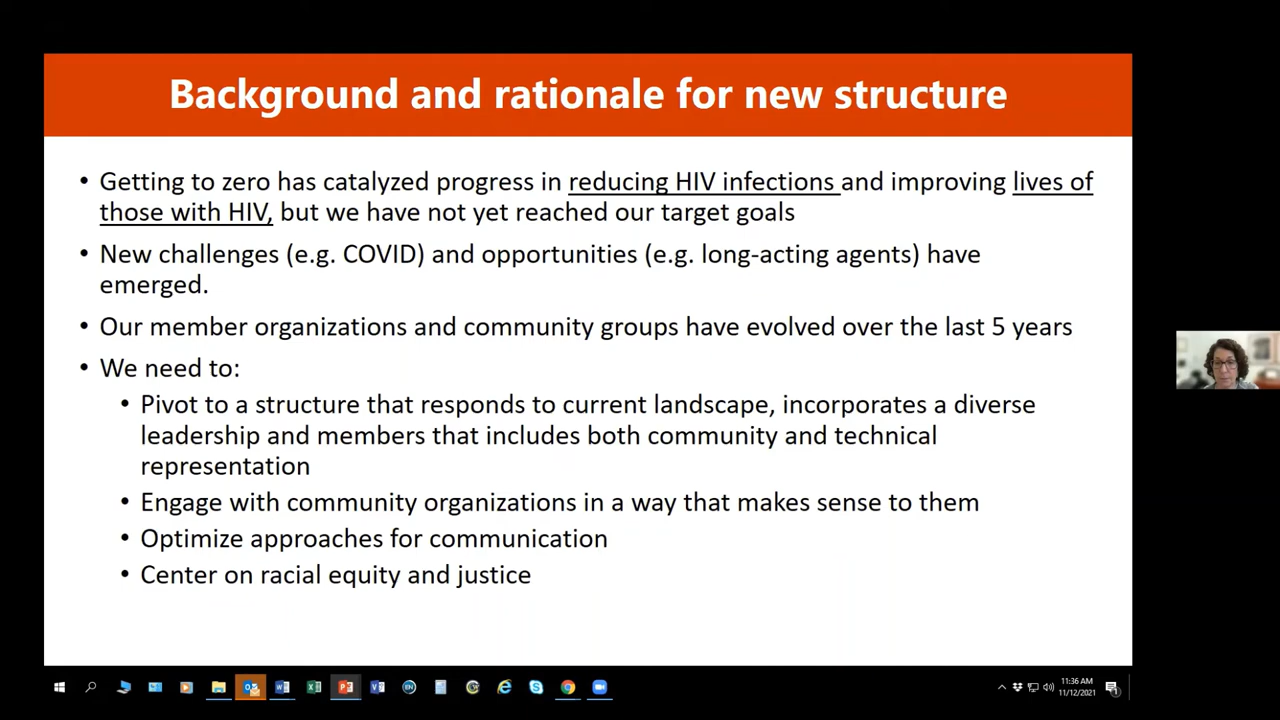 Background and rationale for new structure
• Getting to zero has catalyzed progress in reducing HIV infections and improving lives of
those with HIV, but we have not yet reached our target goals
• New challenges (e.g. COVID) and opportunities (e.g. long-acting agents) have
emerged.
• Our member organizations and community groups have evolved over the last 5 years
• We need to:
• Pivot to a structure that responds to current landscape, incorporates a diverse
leadership and members that includes both community and technical
representation
• Engage with community organizations in a way that makes sense to them
• Optimize approaches for communication
• Center on racial equity and justice
11:36 AM
11/12/2021